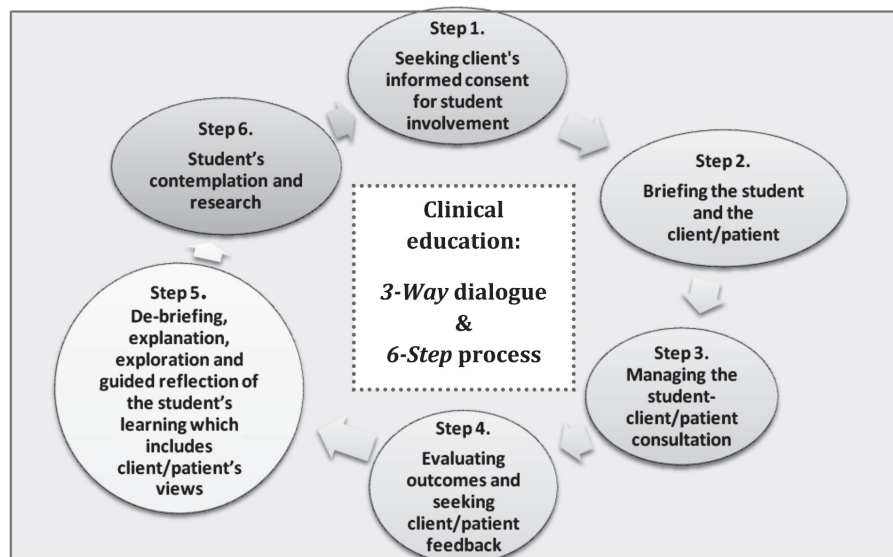 Step 1.
Seeking client's
informed consent
for student
involvement
Step 2.
Briefing the student
and the
client/patient
Step 3.
Managing the
student-
client/patient
consultation
Step 4.
Evaluating
outcomes and
seeking
client/patient
feedback
Step 5.
De-briefing,
explanation,
exploration and
guided reflection of
the student’s
learning which
includes
client/patient’s
views
Step 6.
Student’s
contemplation and
research
Clinical
education:
3-Way dialogue
&
6-Step process